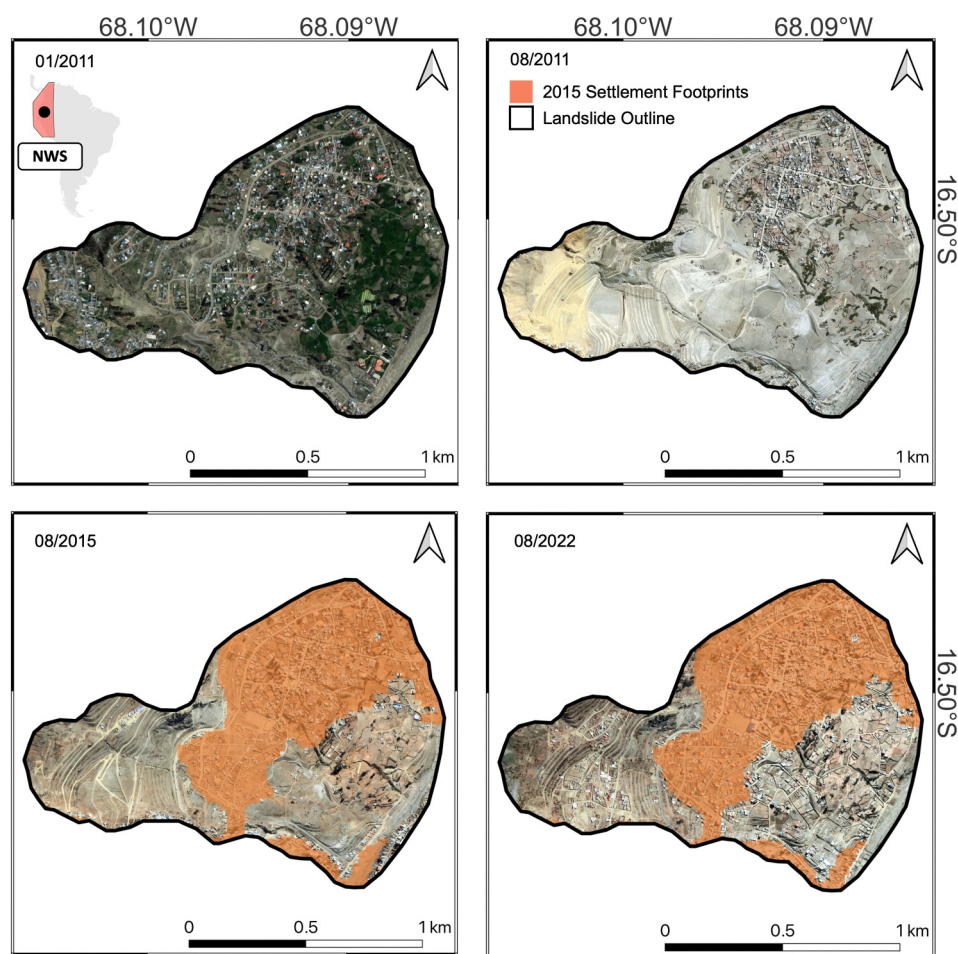 68.10°W 68.09°W
68.10°W 68.09°W
01/2011
NWS
0 0.5 1 km
08/2011
2015 Settlement Footprints
Landslide Outline
16.50°S
0 0.5 1 km
08/2015
0 0.5 1 km
08/2022
16.50°S
0 0.5 1 km